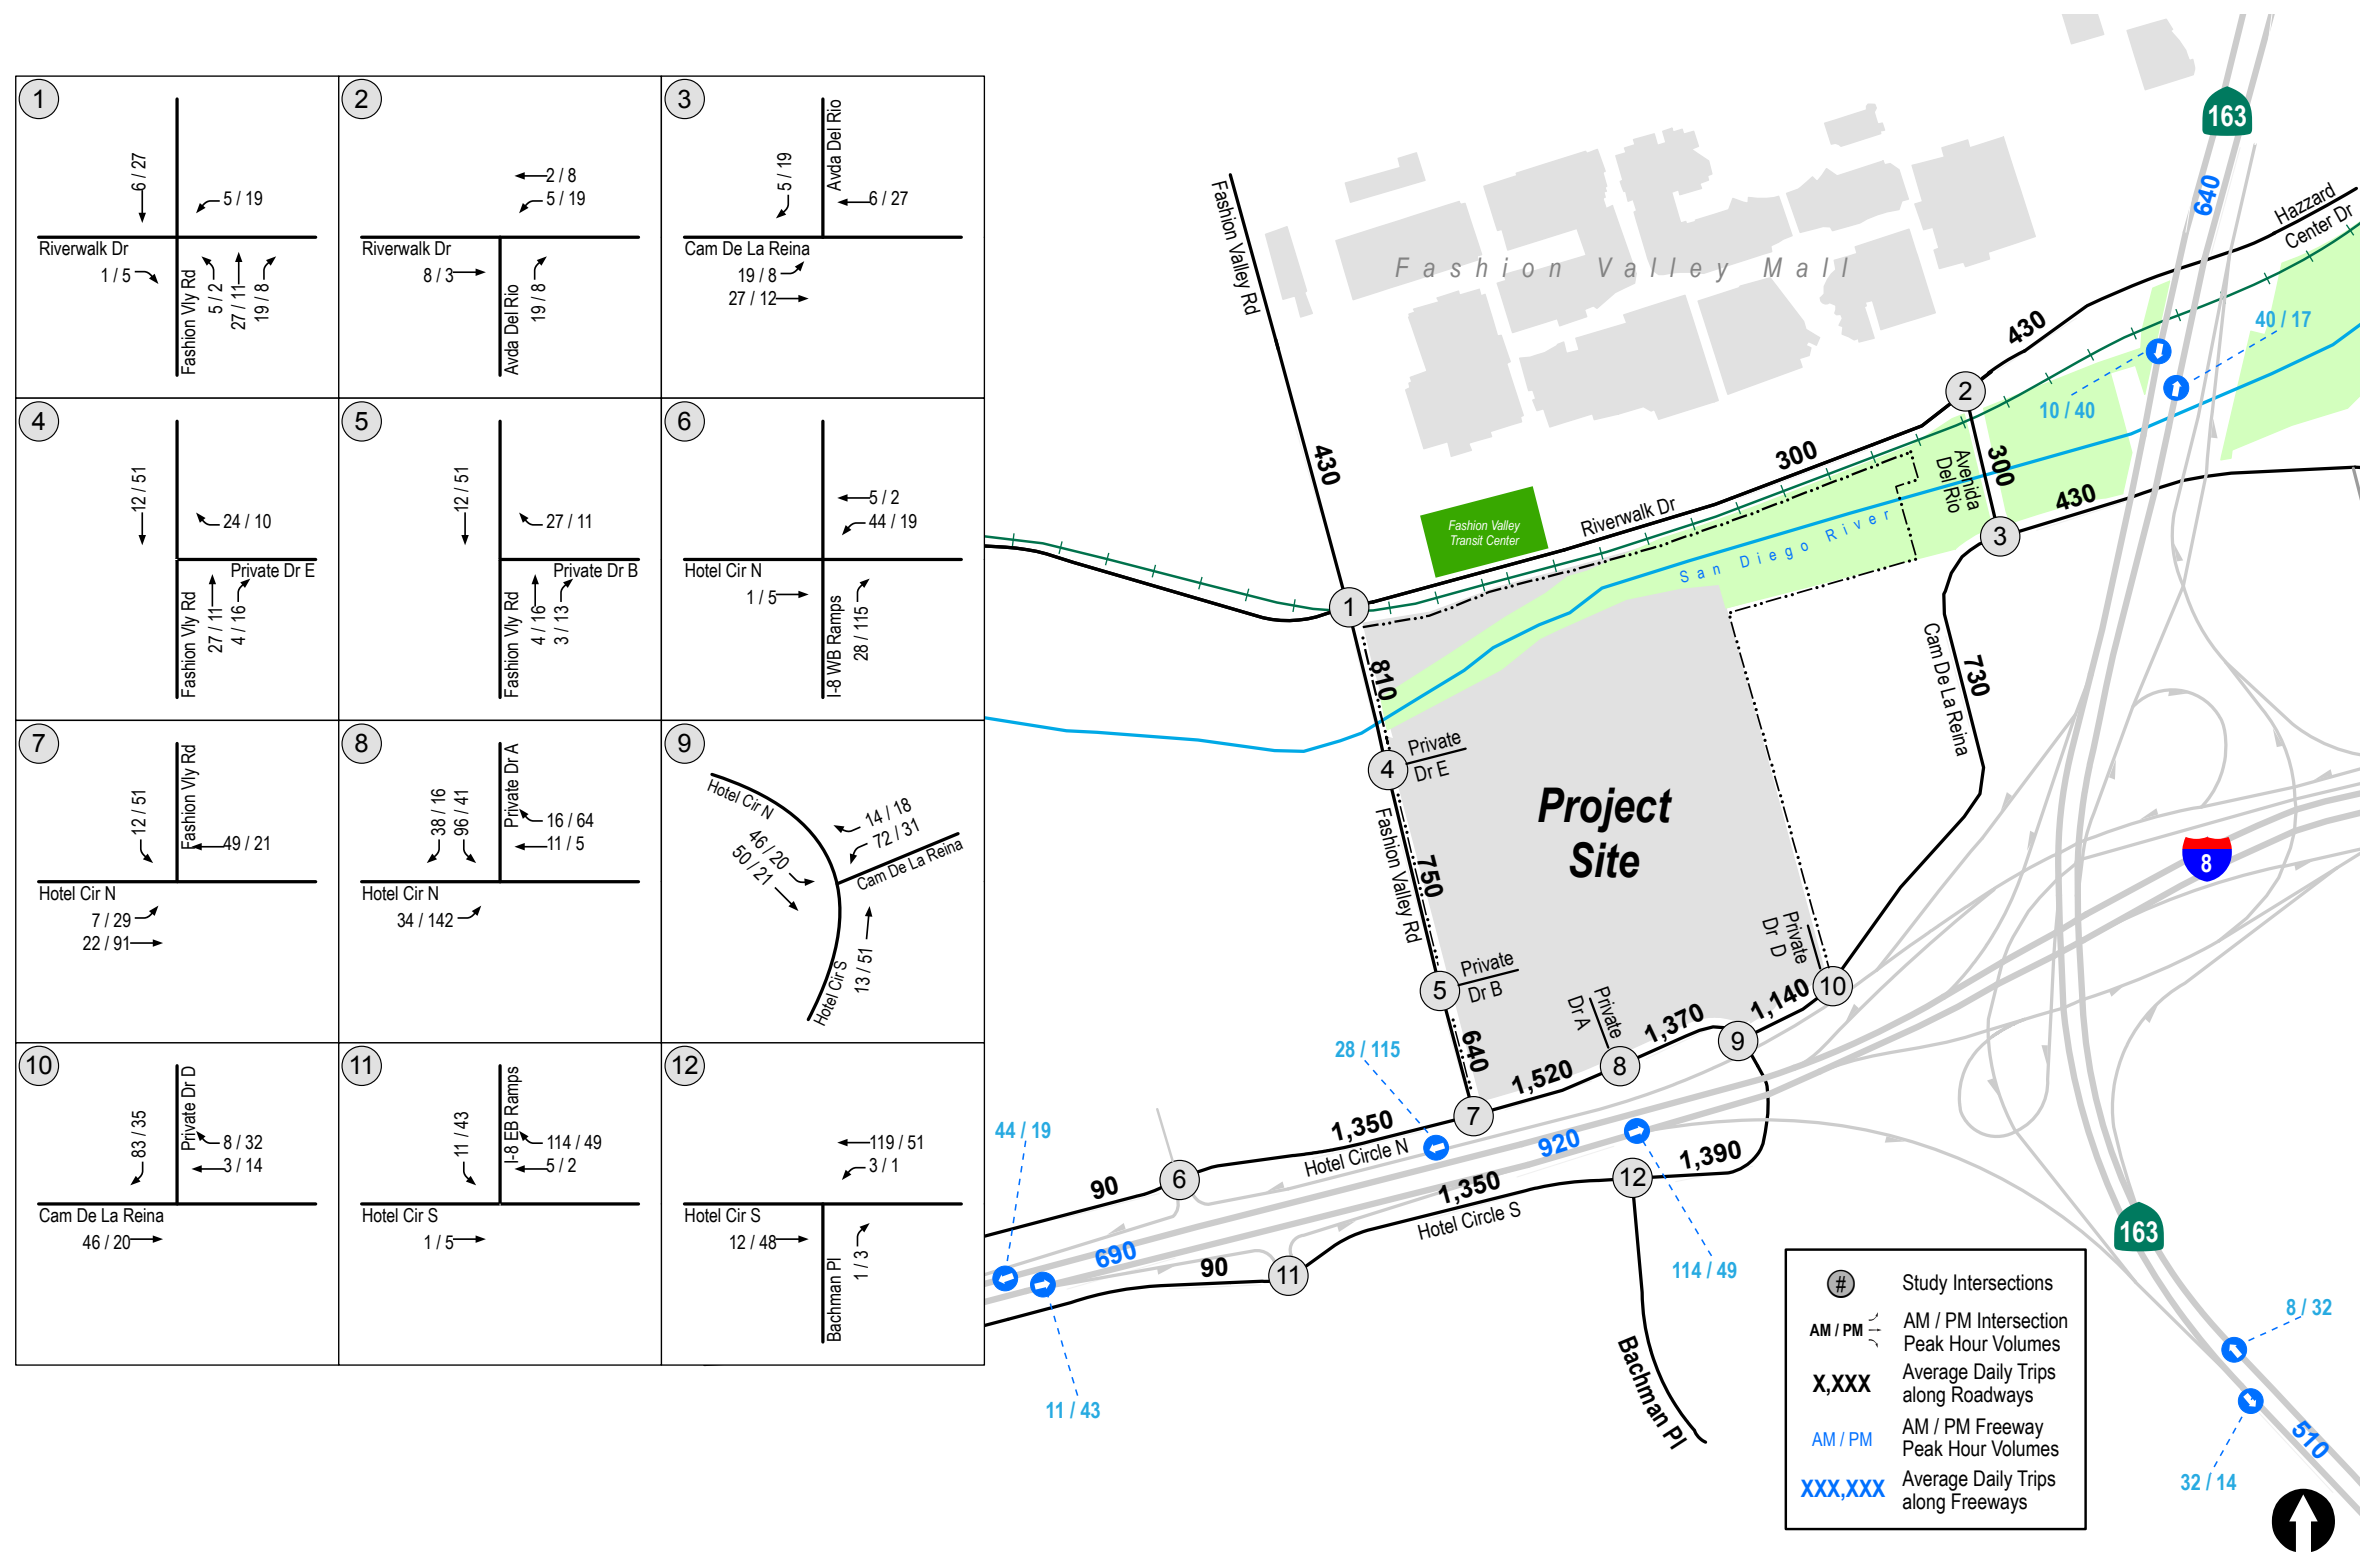 1
6 / 27
5 / 19
Riverwalk Dr
1 / 5
Fashion Vly Rd
5 / 2
27 / 11
19 / 8
2
2 / 8
5 / 19
Riverwalk Dr
8 / 3
Avda Del Rio
19 / 8
3
5 / 19
Avda Del Rio
6 / 27
Cam De La Reina
19 / 8
27 / 12
4
12 / 51
24 / 10
Private Dr E
Fashion Vly Rd
27 / 11
4 / 16
5
12 / 51
27 / 11
Private Dr B
Fashion Vly Rd
4 / 16
3 / 13
6
5 / 2
44 / 19
Hotel Cir N
1 / 5
I-8 WB Ramps
28 / 115
7
12 / 51
Fashion Vly Rd
49 / 21
Hotel Cir N
7 / 29
22 / 91
8
38 / 16
96 / 41
Private Dr A
16 / 64
11 / 5
Hotel Cir N
34 / 142
9
Hotel Cir N
46 / 20
50 / 21
14 / 18
72 / 31
Cam De La Reina
Hotel Cir S
13 / 51
10
83 / 35
Private Dr D
8 / 32
3 / 14
Cam De La Reina
46 / 20
11
11 / 43
I-8 EB Ramps
114 / 49
5 / 2
Hotel Cir S
1 / 5
12
119 / 51
3 / 1
Hotel Cir S
12 / 48
Bachman Pl
1 / 3
163
640
Hazzard
Center Dr
Fashion Valley Rd
Fashion Valley Mall
430
40 / 17
10 / 40
2
430
300
Avenida
Del Rio
300
430
3
Fashion Valley
Transit Center
Riverwalk Dr
San Diego River
1
810
Cam De La Reina
730
4
Private
Dr E
Project
Site
8
Fashion Valley Rd
750
Private
Dr D
5
Private
Dr B
10
Private
Dr A
1,140
1,370
9
640
28 / 115
8
1,520
7
44 / 19
1,350
Hotel Circle N
920
1,390
90
6
12
1,350
Hotel Circle S
690
90
11
114 / 49
163
11 / 43
Bachman Pl
8 / 32
510
32 / 14
# Study Intersections
AM / PM AM / PM Intersection
Peak Hour Volumes
X,XXX Average Daily Trips
along Roadways
AM / PM AM / PM Freeway
Peak Hour Volumes
XXX,XXX Average Daily Trips
along Freeways